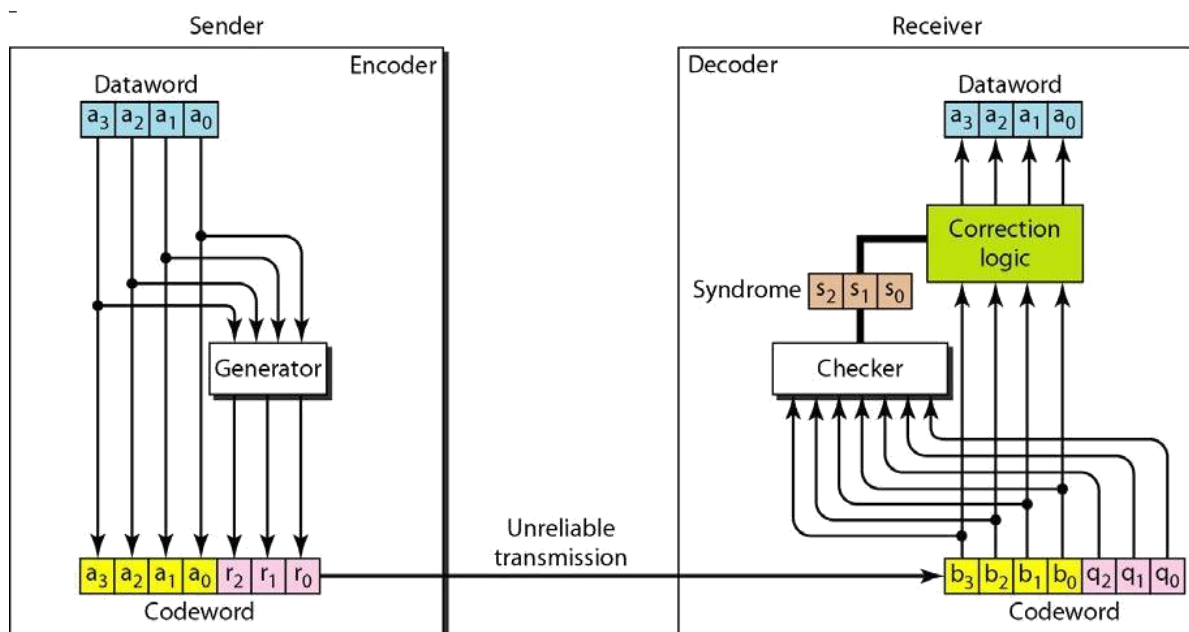 Sender
Encoder
Dataword
a₃ a₂ a₁ a₀
Generator
a₃ a₂ a₁ a₀ r₂ r₁ r₀
Codeword
Unreliable
transmission
Receiver
Decoder
Dataword
a₃ a₂ a₁ a₀
Correction
logic
Syndrome s₂ s₁ s₀
Checker
b₃ b₂ b₁ b₀ q₂ q₁ q₀
Codeword